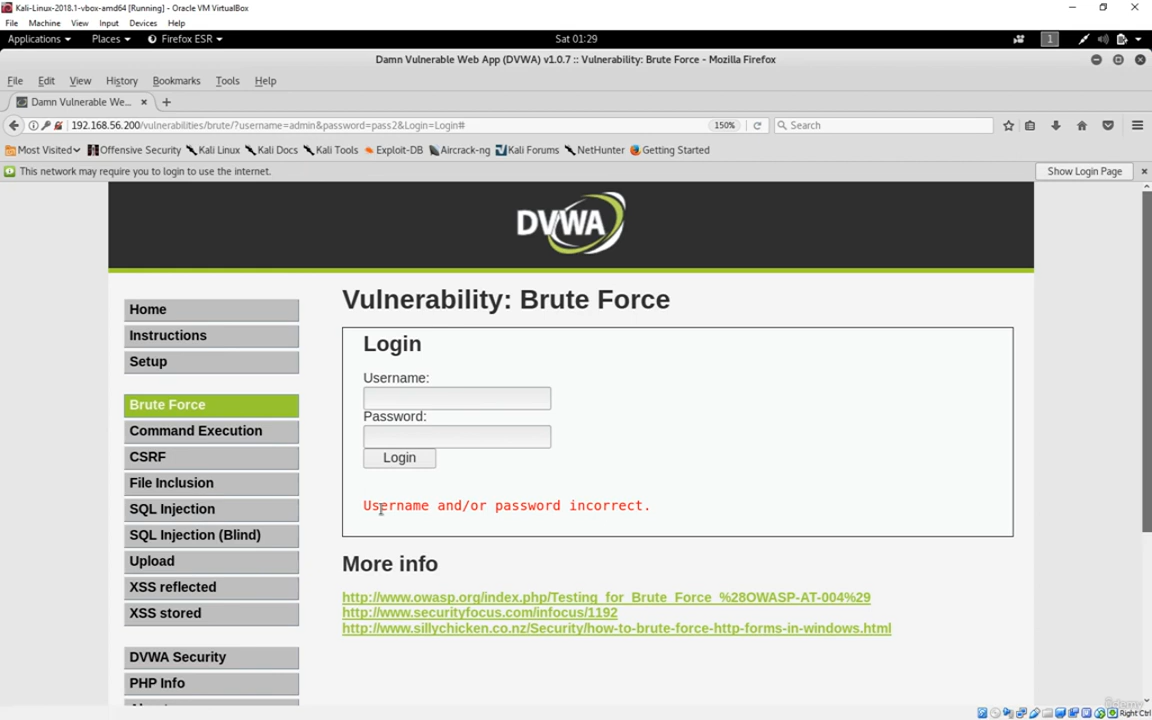 Kali-Linux-2018.1-vbox-amd64 [Running] - Oracle VM VirtualBox
File Machine View Input Devices Help
Applications Places Firefox ESR Sat 01:29 1
Damn Vulnerable Web App (DVWA) v1.0.7 :: Vulnerability: Brute Force - Mozilla Firefox
File Edit View History Bookmarks Tools Help
Damn Vulnerable We...
192.168.56.200/vulnerabilities/brute/?username=admin&password=pass2&Login=Login# 150% Search
Most Visited Offensive Security Kali Linux Kali Docs Kali Tools Exploit-DB Aircrack-ng Kali Forums NetHunter Getting Started
This network may require you to login to use the internet. Show Login Page
DVWA
Home
Instructions
Setup
Brute Force
Command Execution
CSRF
File Inclusion
SQL Injection
SQL Injection (Blind)
Upload
XSS reflected
XSS stored
DVWA Security
PHP Info
Vulnerability: Brute Force
Login
Username:
Password:
Login
Username and/or password incorrect.
More info
http://www.owasp.org/index.php/Testing_for_Brute_Force_%28OWASP-AT-004%29
http://www.securityfocus.com/infocus/1192
http://www.sillychicken.co.nz/Security/how-to-brute-force-http-forms-in-windows.html
Right Ctrl